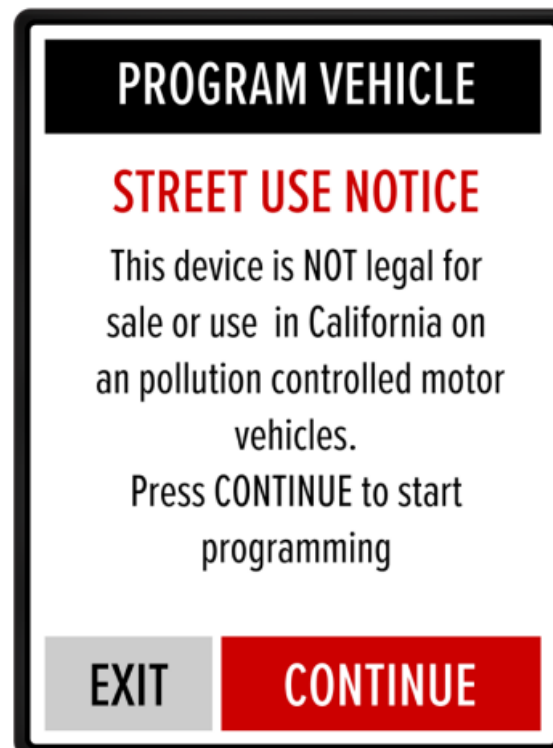 PROGRAM VEHICLE
STREET USE NOTICE
This device is NOT legal for
sale or use in California on
an pollution controlled motor
vehicles.
Press CONTINUE to start
programming
EXIT
CONTINUE